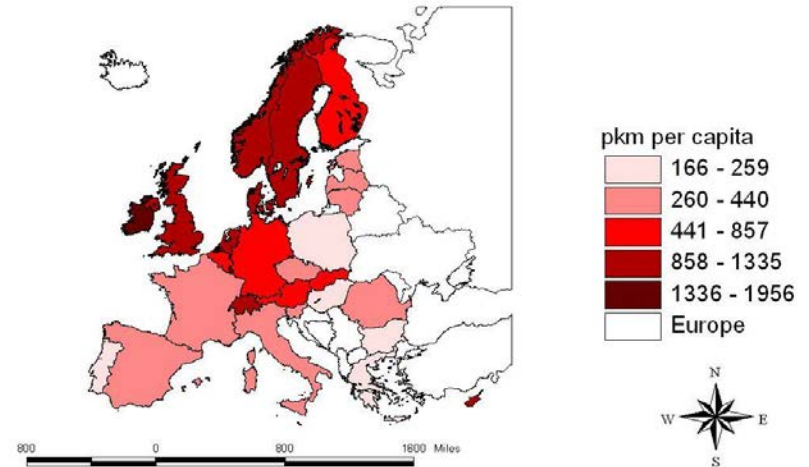 pkm per capita
166 - 259
260 - 440
441 - 857
858 - 1335
1336 - 1956
Europe
N
W E
S
800 0 800 1600 Miles